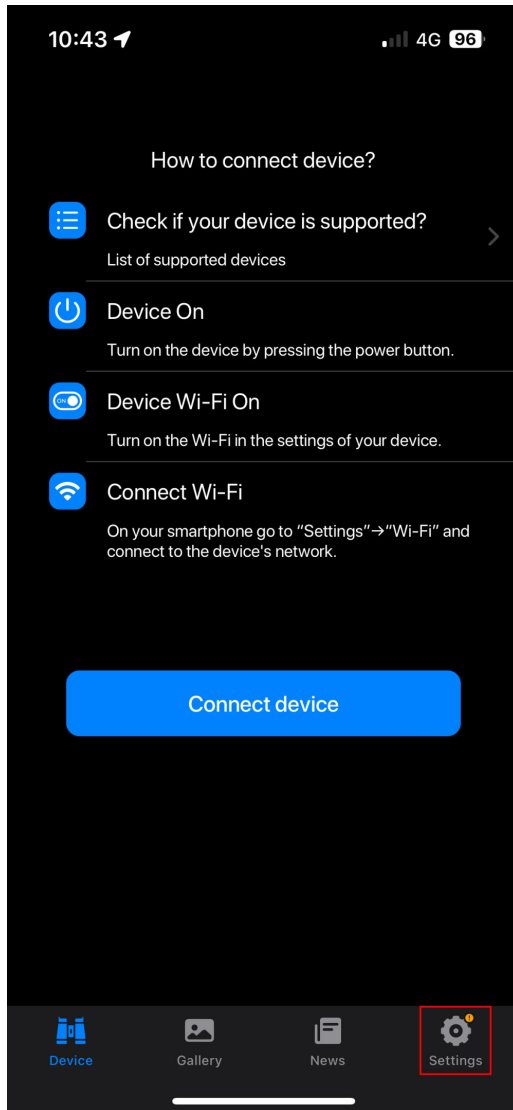 10:43
4G 96
How to connect device?
Check if your device is supported?
List of supported devices
Device On
Turn on the device by pressing the power button.
ON
Device Wi-Fi On
Turn on the Wi-Fi in the settings of your device.
Connect Wi-Fi
On your smartphone go to “Settings”→“Wi-Fi” and
connect to the device's network.
Connect device
Device
Gallery
News
Settings